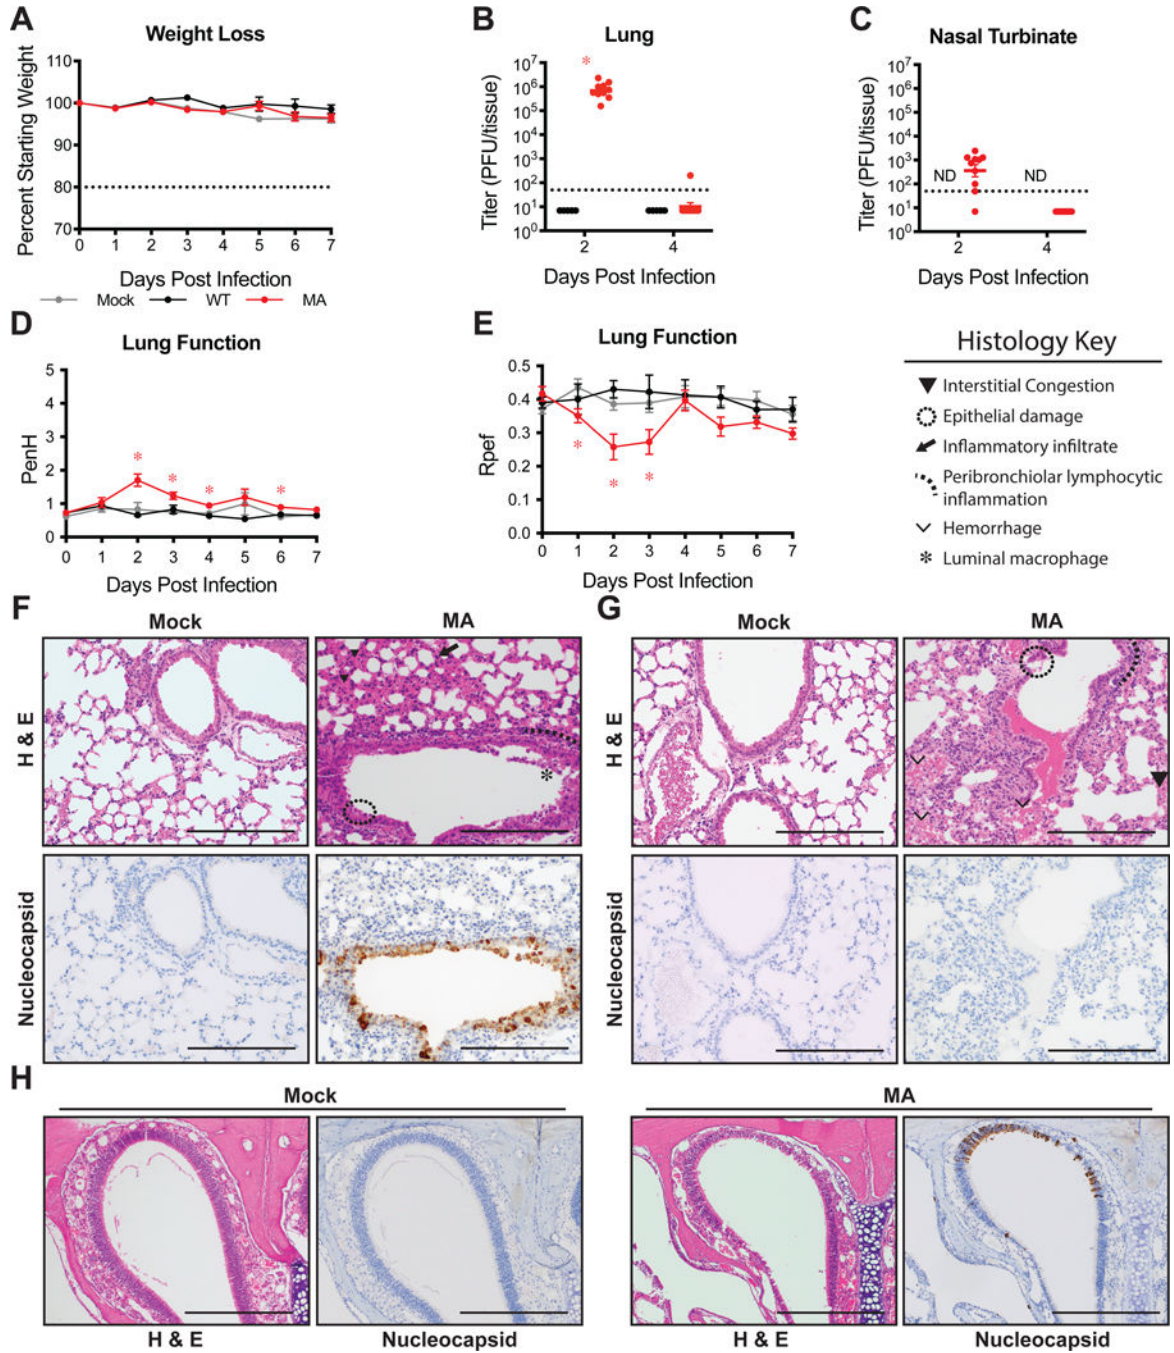 A
Weight Loss
Percent Starting Weight
110
100
90
80
70
0 1 2 3 4 5 6 7
Days Post Infection
Mock WT MA
B
Lung
*
Titer (PFU/tissue)
10⁷
10⁶
10⁵
10⁴
10³
10²
10¹
10⁰
2 4
Days Post Infection
C
Nasal Turbinate
Titer (PFU/tissue)
10⁷
10⁶
10⁵
10⁴
10³
10²
10¹
10⁰
ND ND
2 4
Days Post Infection
D
Lung Function
PenH
5
4
3
2
1
0
* * * *
0 1 2 3 4 5 6 7
Days Post Infection
E
Lung Function
Rpef
0.5
0.4
0.3
0.2
0.1
0.0
* * *
0 1 2 3 4 5 6 7
Days Post Infection
Histology Key
Interstitial Congestion
Epithelial damage
Inflammatory infiltrate
Peribronchiolar lymphocytic
inflammation
Hemorrhage
* Luminal macrophage
F
Mock MA
H & E
*
Nucleocapsid
G
Mock MA
H & E
Nucleocapsid
H
Mock MA
H & E Nucleocapsid H & E Nucleocapsid